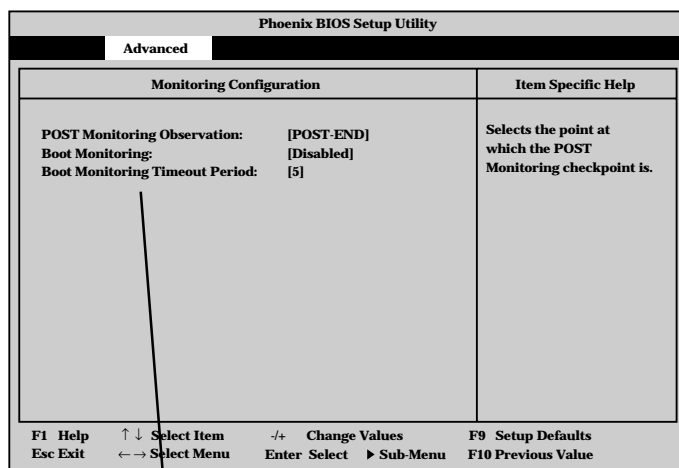 Phoenix BIOS Setup Utility
Advanced
Monitoring Configuration
Item Specific Help
POST Monitoring Observation: [POST-END]
Boot Monitoring: [Disabled]
Boot Monitoring Timeout Period: [5]
Selects the point at
which the POST
Monitoring checkpoint is.
F1 Help ↑↓ Select Item -/+ Change Values F9 Setup Defaults
Esc Exit ←→ Select Menu Enter Select ▶ Sub-Menu F10 Previous Value